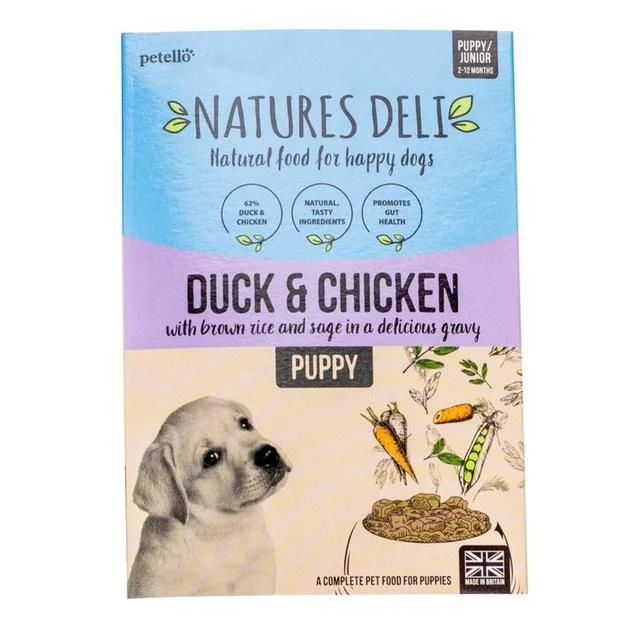 petello
PUPPY/
JUNIOR
2-12 MONTHS
NATURES DELI
Natural food for happy dogs
62%
DUCK &
CHICKEN
NATURAL,
TASTY
INGREDIENTS
PROMOTES
GUT
HEALTH
DUCK & CHICKEN
with brown rice and sage in a delicious gravy
PUPPY
A COMPLETE PET FOOD FOR PUPPIES
MADE IN BRITAIN